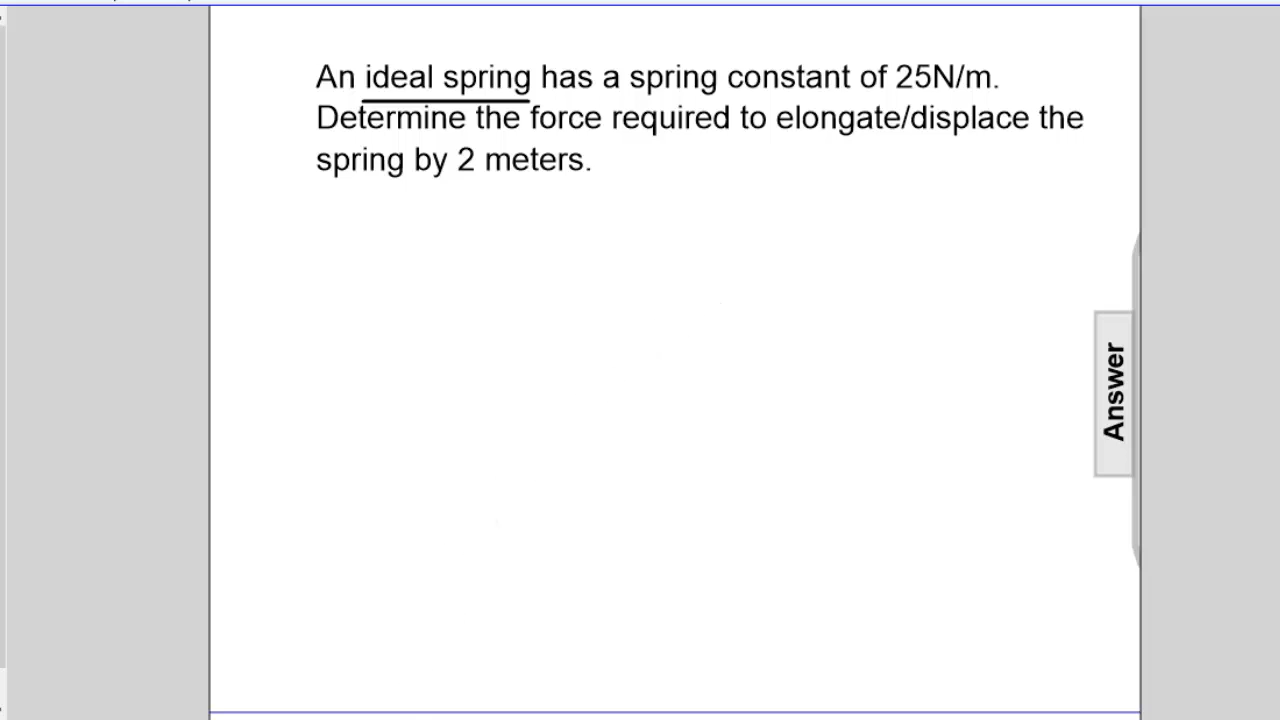 An ideal spring has a spring constant of 25N/m.
Determine the force required to elongate/displace the
spring by 2 meters.
Answer